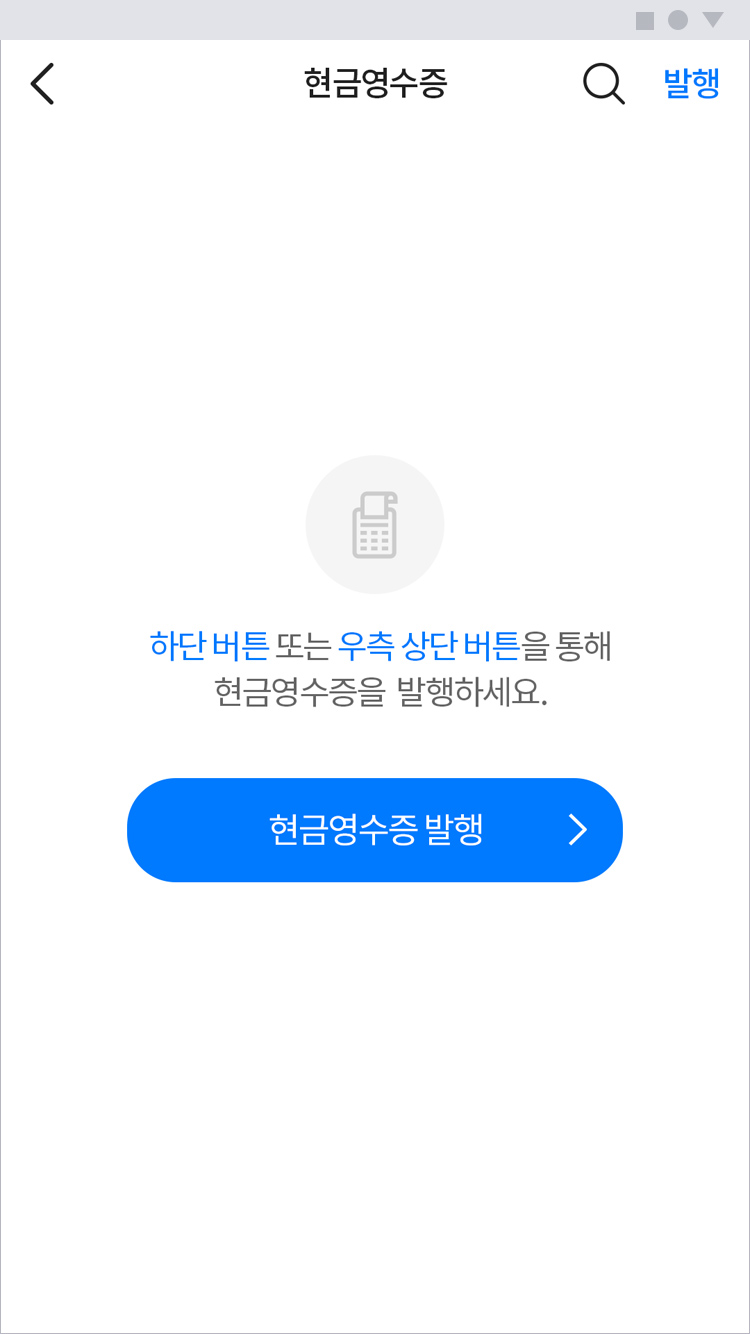 현금영수증
발행
하단 버튼 또는 우측 상단 버튼을 통해
현금영수증을 발행하세요.
현금영수증 발행